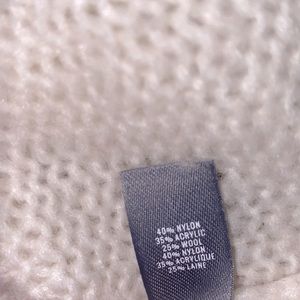 40% NYLON
35% ACRYLIC
25% WOOL
40% NYLON
35% ACRYLIQUE
25% LAINE